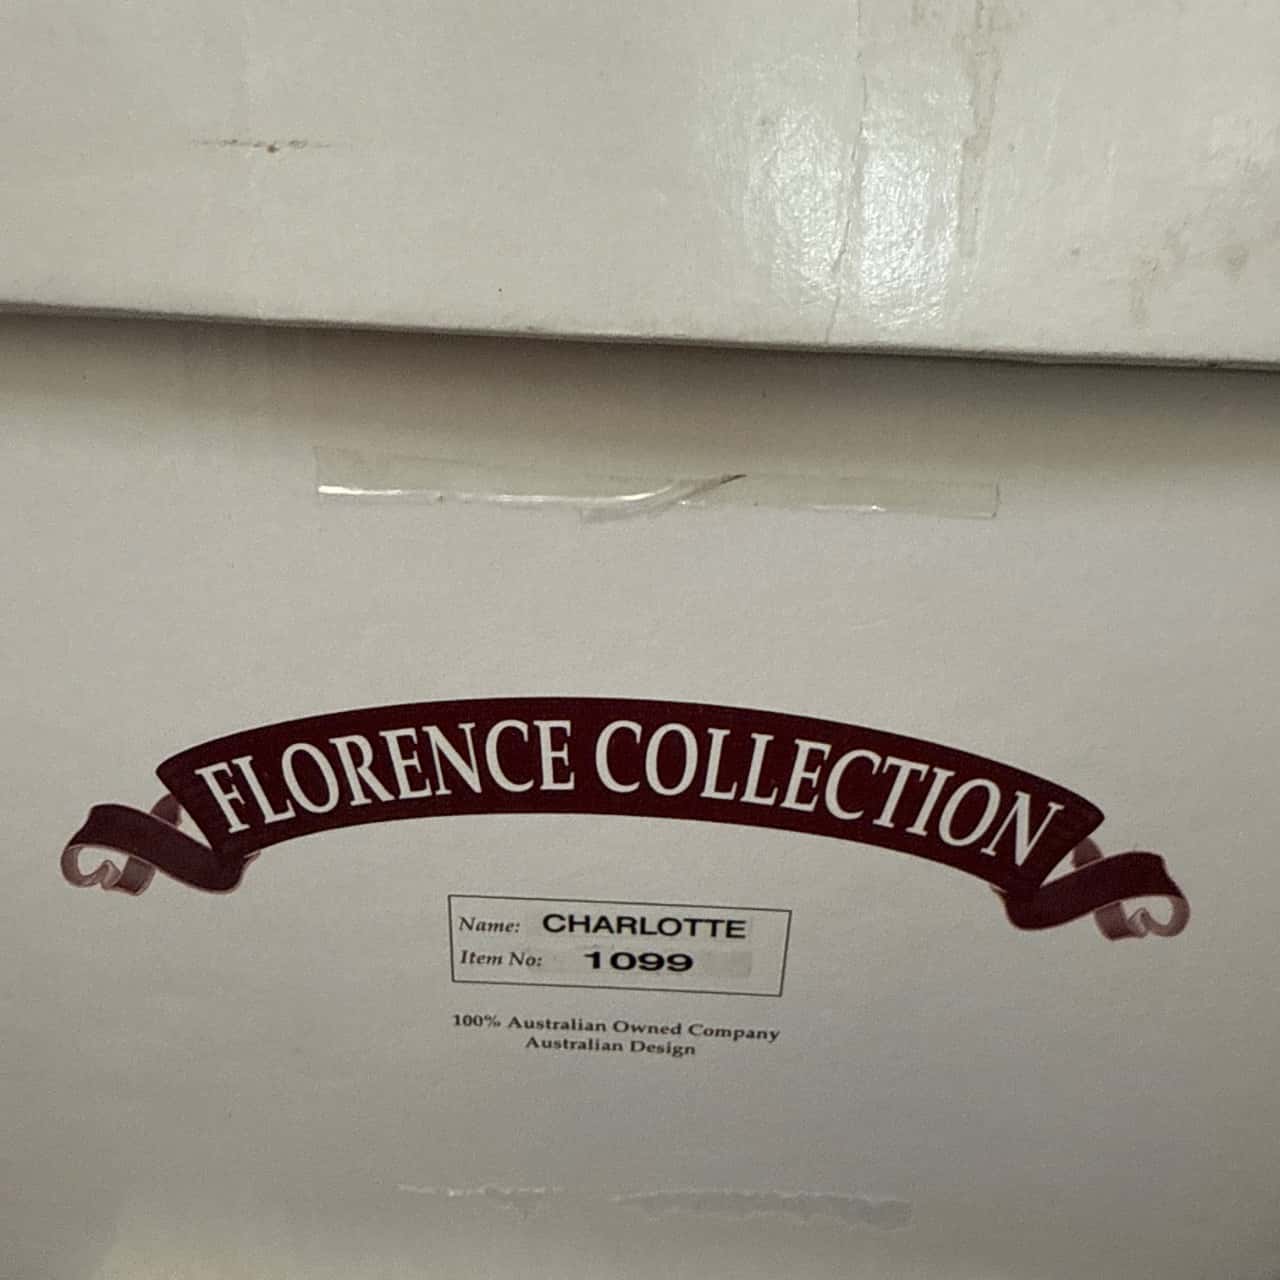 FLORENCE COLLECTION
Name: CHARLOTTE
Item No: 1099
100% Australian Owned Company
Australian Design